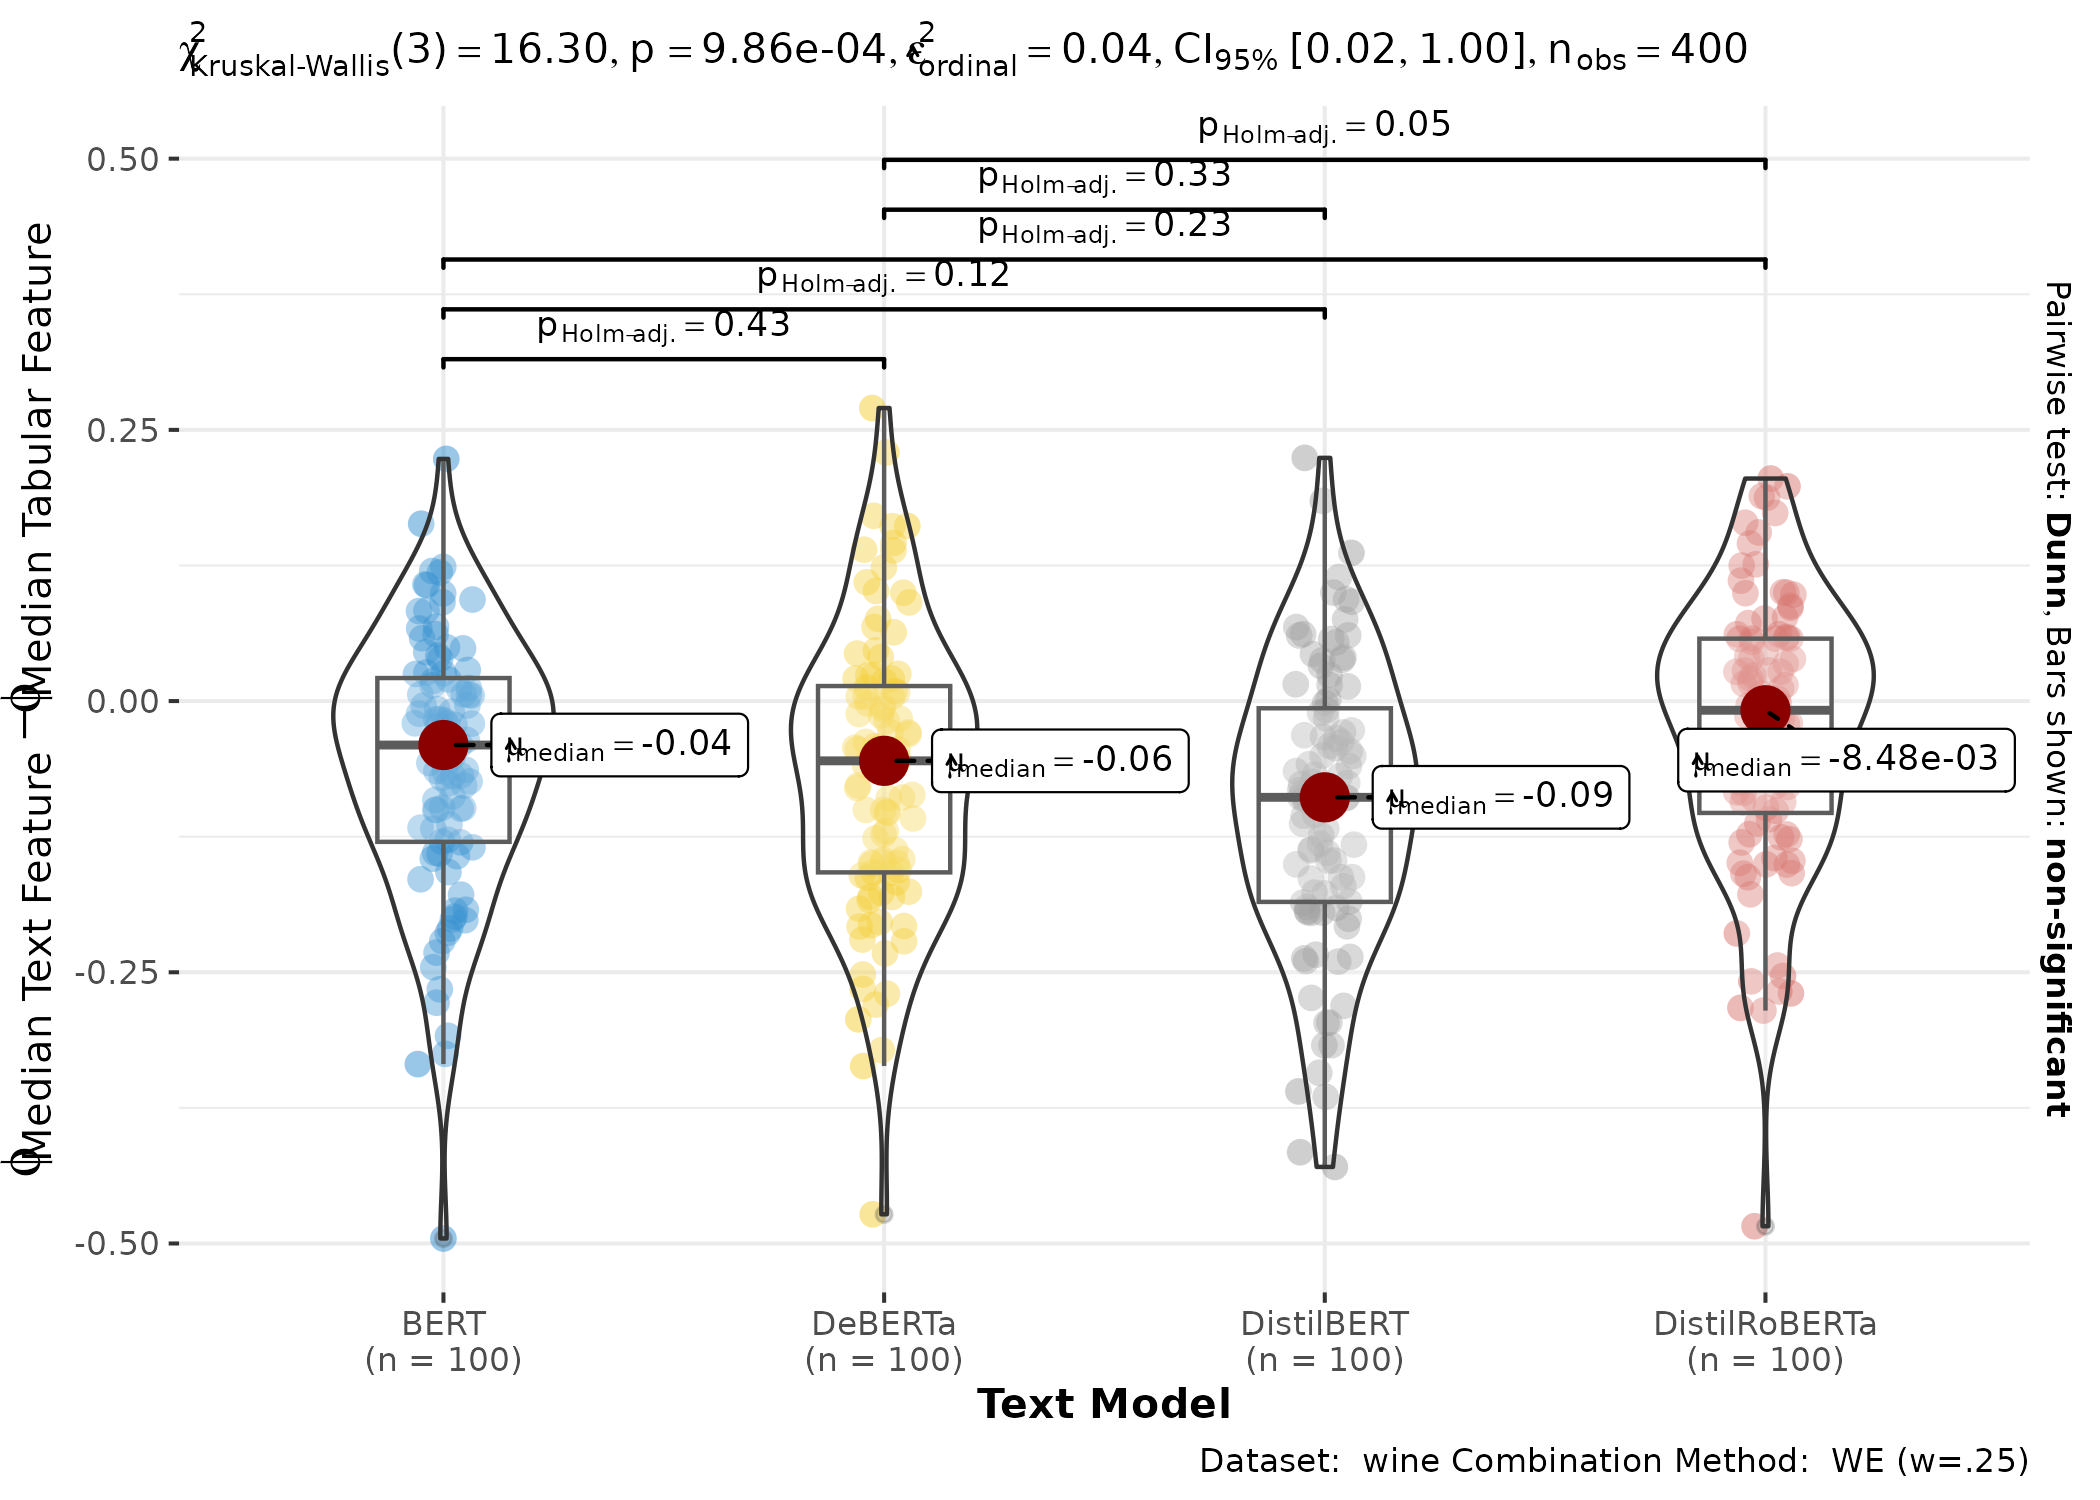 χ²Kruskal-Wallis(3) = 16.30, p = 9.86e-04, ε̂²ordinal = 0.04, CI95% [0.02, 1.00], nobs = 400
pHolm-adj. = 0.05
pHolm-adj. = 0.33
pHolm-adj. = 0.23
pHolm-adj. = 0.12
pHolm-adj. = 0.43
0.50
0.25
0.00
-0.25
-0.50
ϕ Median Text Feature − ϕ Median Tabular Feature
μ̂median = -0.04
μ̂median = -0.06
μ̂median = -0.09
μ̂median = -8.48e-03
Pairwise test: Dunn, Bars shown: non-significant
BERT
(n = 100)
DeBERTa
(n = 100)
DistilBERT
(n = 100)
DistilRoBERTa
(n = 100)
Text Model
Dataset:  wine Combination Method:  WE (w=.25)